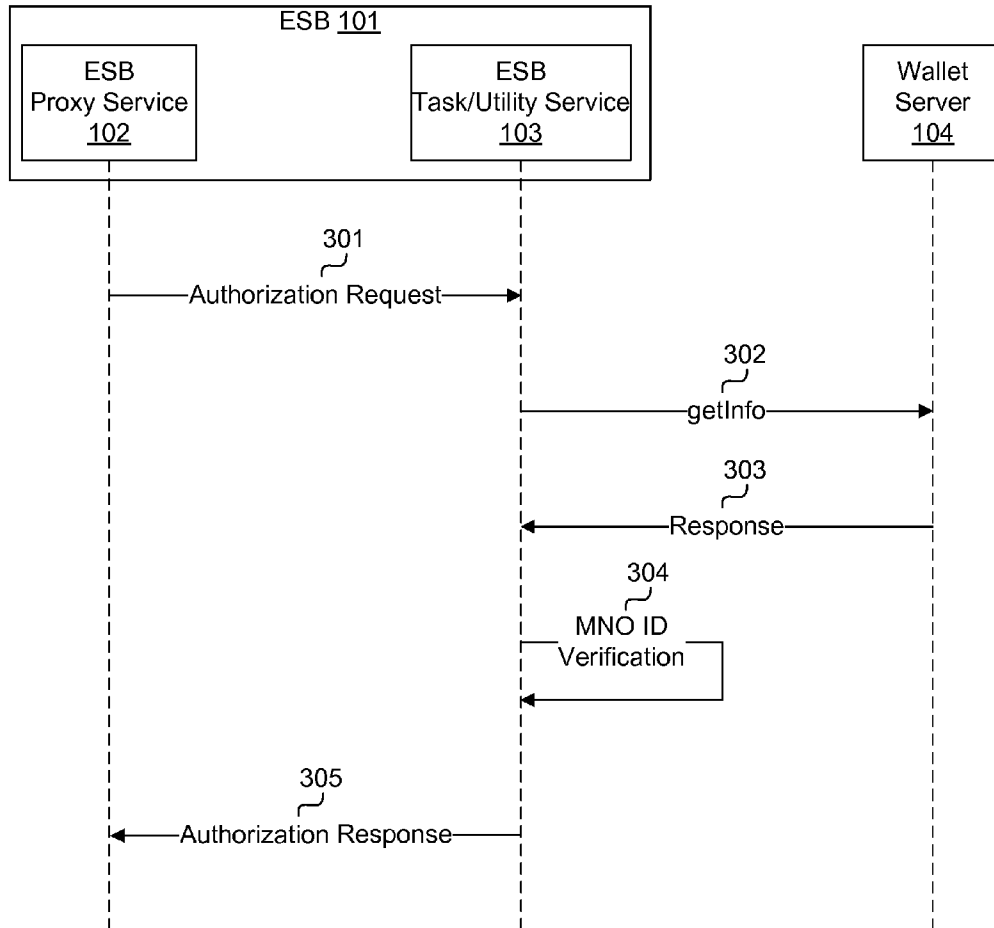 ESB 101
ESB
Proxy Service
102
ESB
Task/Utility Service
103
Wallet
Server
104
301
Authorization Request
302
getInfo
303
Response
304
MNO ID
Verification
305
Authorization Response